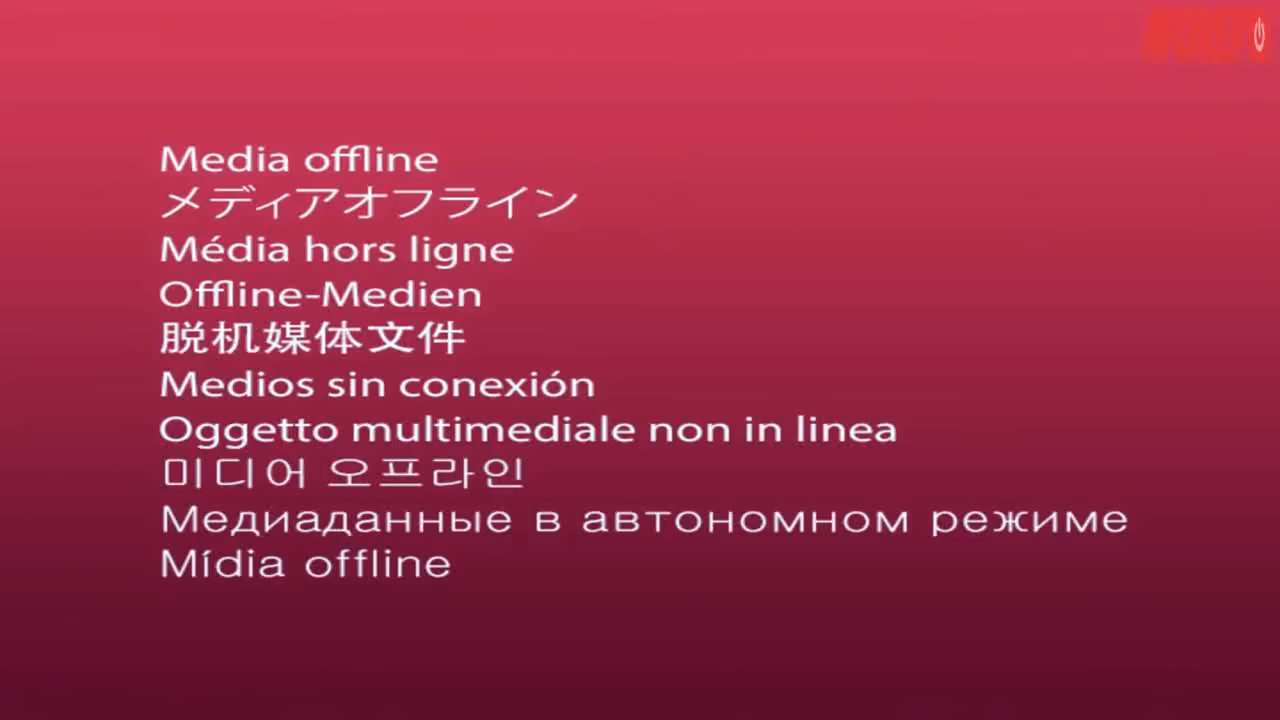 Media offline
メディアオフライン
Média hors ligne
Offline-Medien
脱机媒体文件
Medios sin conexión
Oggetto multimediale non in linea
미디어 오프라인
Медиаданные в автономном режиме
Mídia offline